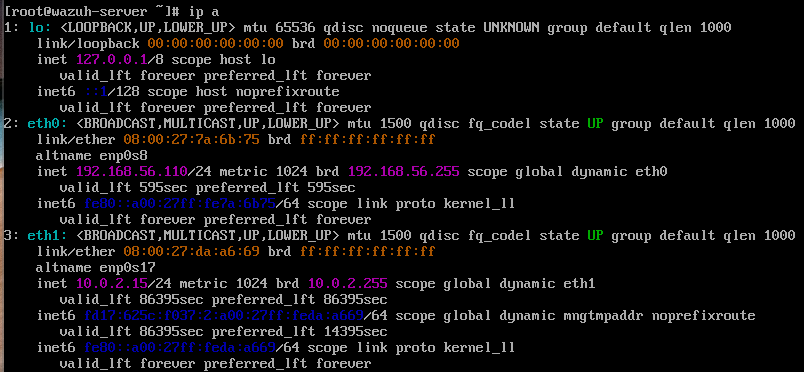 [root@wazuh-server ~]# ip a
1: lo: <LOOPBACK,UP,LOWER_UP> mtu 65536 qdisc noqueue state UNKNOWN group default qlen 1000
    link/loopback 00:00:00:00:00:00 brd 00:00:00:00:00:00
    inet 127.0.0.1/8 scope host lo
       valid_lft forever preferred_lft forever
    inet6 ::1/128 scope host noprefixroute
       valid_lft forever preferred_lft forever
2: eth0: <BROADCAST,MULTICAST,UP,LOWER_UP> mtu 1500 qdisc fq_codel state UP group default qlen 1000
    link/ether 08:00:27:7a:6b:75 brd ff:ff:ff:ff:ff:ff
    altname enp0s8
    inet 192.168.56.110/24 metric 1024 brd 192.168.56.255 scope global dynamic eth0
       valid_lft 595sec preferred_lft 595sec
    inet6 fe80::a00:27ff:fe7a:6b75/64 scope link proto kernel_ll
       valid_lft forever preferred_lft forever
3: eth1: <BROADCAST,MULTICAST,UP,LOWER_UP> mtu 1500 qdisc fq_codel state UP group default qlen 1000
    link/ether 08:00:27:da:a6:69 brd ff:ff:ff:ff:ff:ff
    altname enp0s17
    inet 10.0.2.15/24 metric 1024 brd 10.0.2.255 scope global dynamic eth1
       valid_lft 86395sec preferred_lft 86395sec
    inet6 fd17:625c:f037:2:a00:27ff:feda:a669/64 scope global dynamic mngtmpaddr noprefixroute
       valid_lft 86395sec preferred_lft 14395sec
    inet6 fe80::a00:27ff:feda:a669/64 scope link proto kernel_ll
       valid_lft forever preferred_lft forever